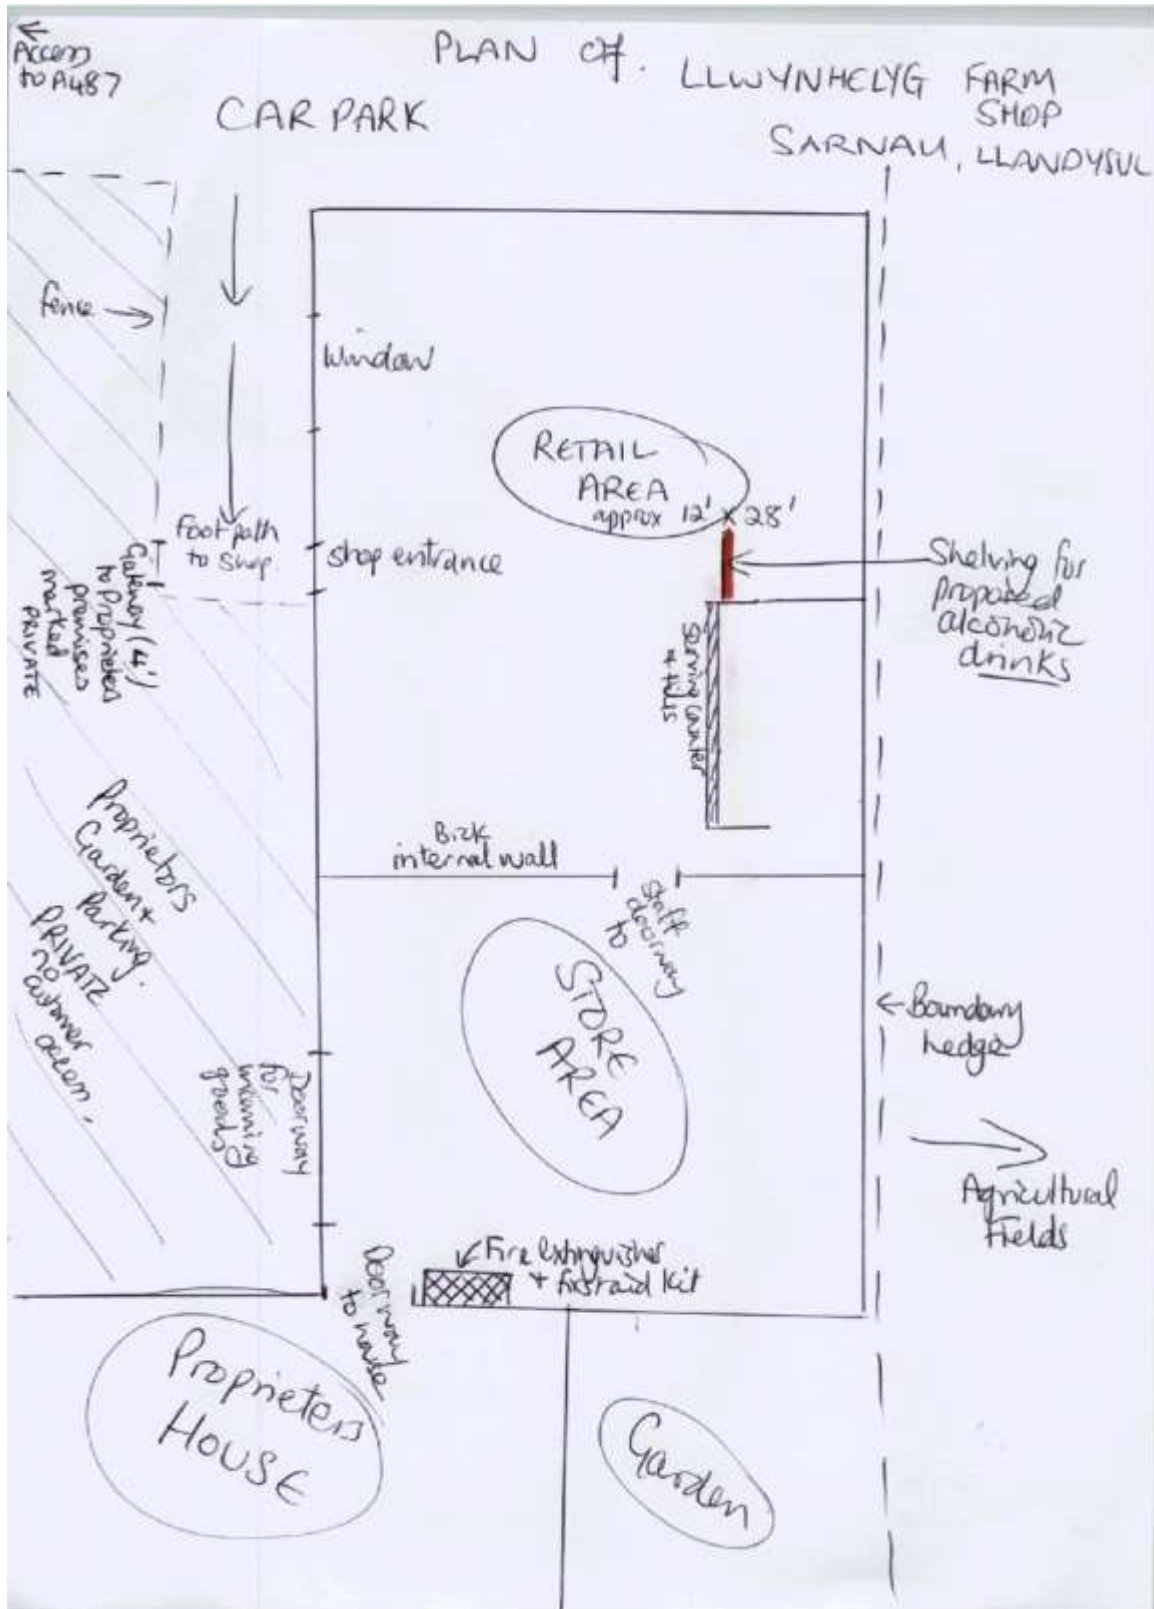 Access
to A487
PLAN OF. LLWYNHELYG FARM
SHOP
SARNAU, LLANDYSUL
CAR PARK
fence
Window
RETAIL
AREA
approx 12' x 28'
Foot path
to shop
shop entrance
Shelving for
proposed
alcoholic
drinks
Gateway (4')
to Proprietors
premises
marked
PRIVATE
Serving counter
+ till
Proprietors
Garden +
Parking.
PRIVATE
no
customer
access.
Brick
internal wall
Staff
doorway
to
STORE
AREA
Boundary
hedge
Doorway
for
incoming
goods
Agricultural
Fields
Fire extinguisher
+ first aid kit
Doorway
to house
Proprietors
HOUSE
Garden